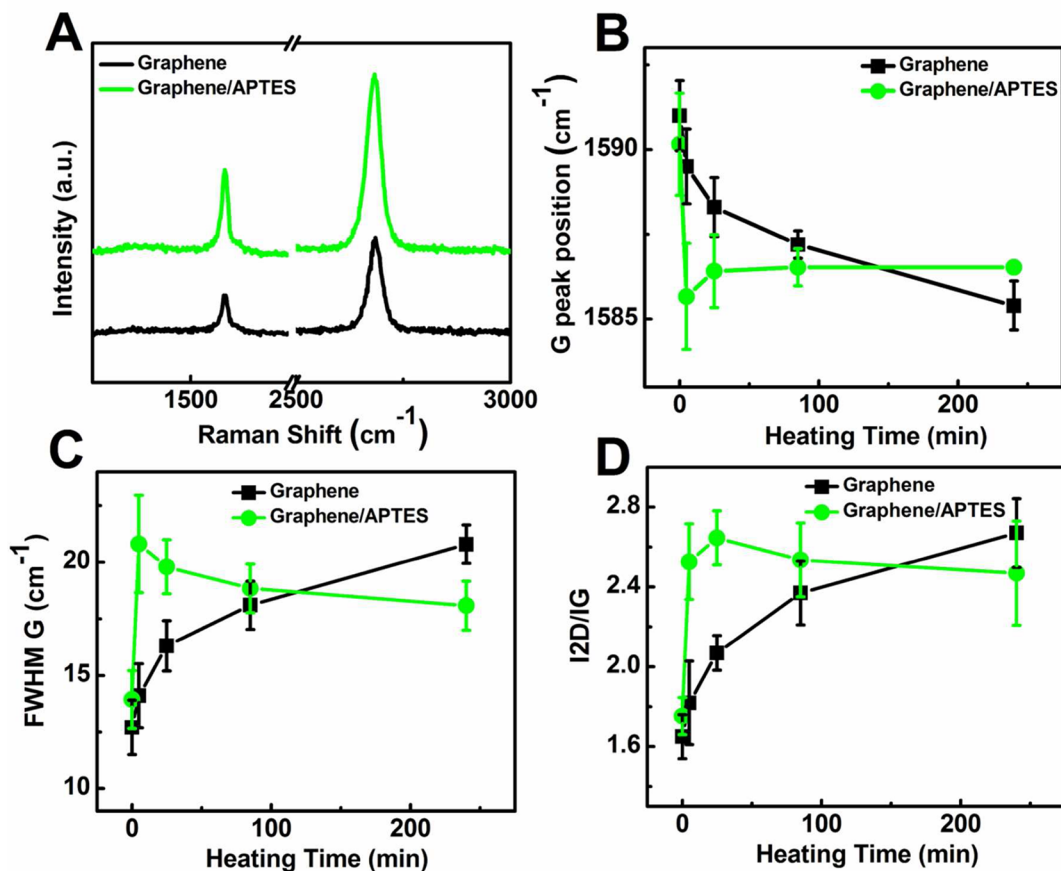 A
Graphene
Graphene/APTES
Intensity (a.u.)
1500
2500
3000
Raman Shift (cm⁻¹)
B
Graphene
Graphene/APTES
G peak position (cm⁻¹)
1590
1585
0
100
200
Heating Time (min)
C
Graphene
Graphene/APTES
FWHM G (cm⁻¹)
20
15
10
0
100
200
Heating Time (min)
D
Graphene
Graphene/APTES
I2D/IG
2.8
2.4
2.0
1.6
0
100
200
Heating Time (min)